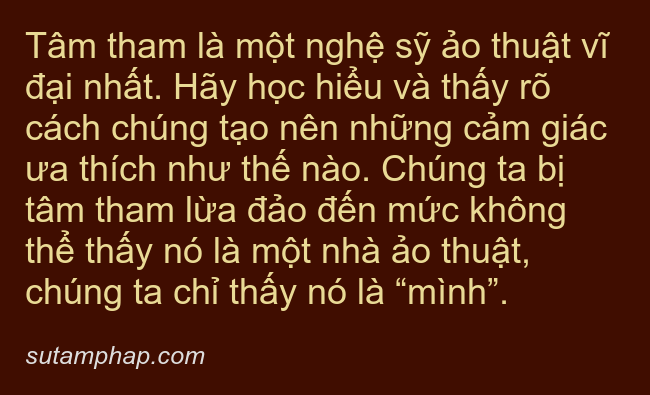 Tâm tham là một nghệ sỹ ảo thuật vĩ
đại nhất. Hãy học hiểu và thấy rõ
cách chúng tạo nên những cảm giác
ưa thích như thế nào. Chúng ta bị
tâm tham lừa đảo đến mức không
thể thấy nó là một nhà ảo thuật,
chúng ta chỉ thấy nó là “mình”.
sutamphap.com